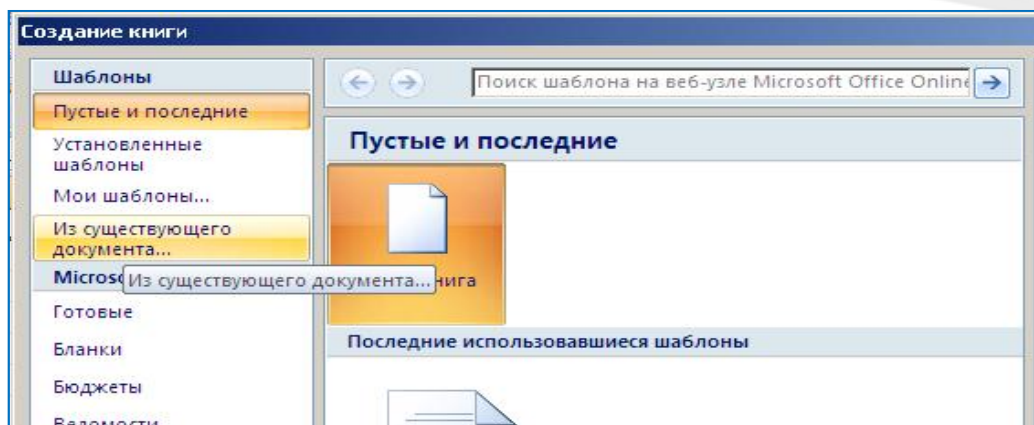 Создание книги
Шаблоны
Пустые и последние
Установленные
шаблоны
Мои шаблоны...
Из существующего
документа...
Из существующего документа...
Готовые
Бланки
Бюджеты
Ведомости
Поиск шаблона на веб-узле Microsoft Office Online
Пустые и последние
Последние использовавшиеся шаблоны